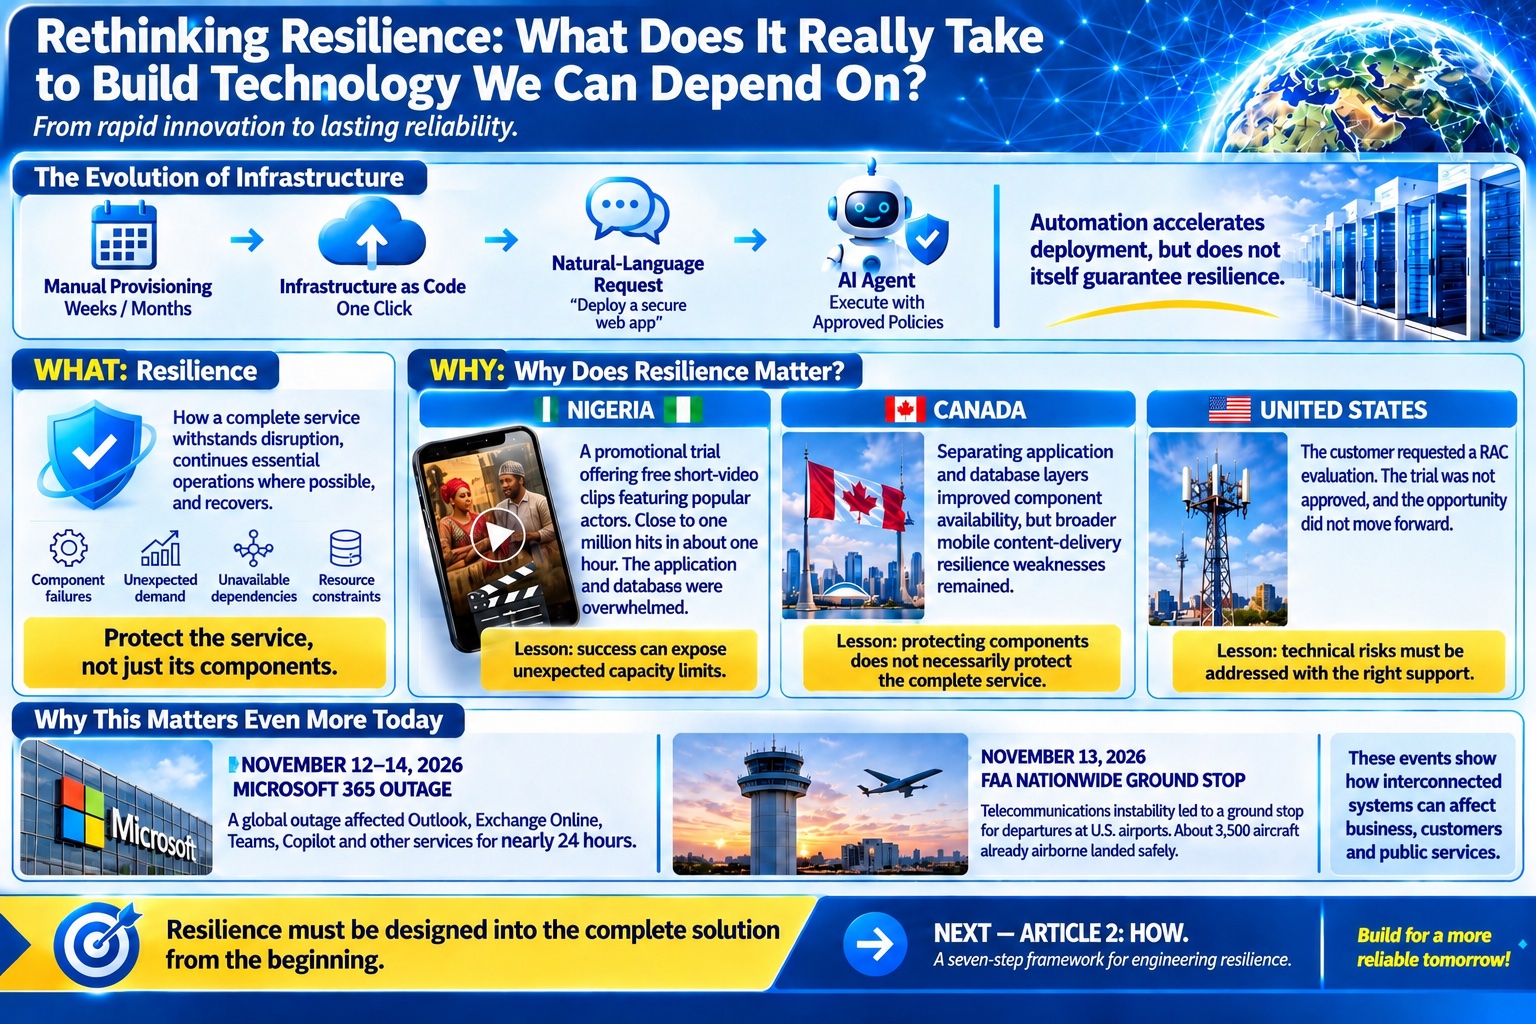 Rethinking Resilience: What Does It Really Take
to Build Technology We Can Depend On?
From rapid innovation to lasting reliability.
The Evolution of Infrastructure
Manual Provisioning
Weeks / Months
Infrastructure as Code
One Click
Natural-Language
Request
“Deploy a secure
web app”
AI Agent
Execute with
Approved Policies
Automation accelerates
deployment, but does not
itself guarantee resilience.
WHAT: Resilience
How a complete service
withstands disruption,
continues essential
operations where possible,
and recovers.
Component
failures
Unexpected
demand
Unavailable
dependencies
Resource
constraints
Protect the service,
not just its components.
WHY: Why Does Resilience Matter?
NIGERIA
A promotional trial
offering free short-video
clips featuring popular
actors. Close to one
million hits in about one
hour. The application
and database were
overwhelmed.
Lesson: success can expose
unexpected capacity limits.
CANADA
Separating application
and database layers
improved component
availability, but broader
mobile content-delivery
resilience weaknesses
remained.
Lesson: protecting components
does not necessarily protect
the complete service.
UNITED STATES
The customer requested a RAC
evaluation. The trial was not
approved, and the opportunity
did not move forward.
Lesson: technical risks must be
addressed with the right support.
Why This Matters Even More Today
Microsoft
NOVEMBER 12–14, 2026
MICROSOFT 365 OUTAGE
A global outage affected Outlook, Exchange Online,
Teams, Copilot and other services for nearly 24 hours.
NOVEMBER 13, 2026
FAA NATIONWIDE GROUND STOP
Telecommunications instability led to a ground stop
for departures at U.S. airports. About 3,500 aircraft
already airborne landed safely.
These events show
how interconnected
systems can affect
business, customers
and public services.
Resilience must be designed into the complete solution
from the beginning.
NEXT — ARTICLE 2: HOW.
A seven-step framework for engineering resilience.
Build for a more
reliable tomorrow!